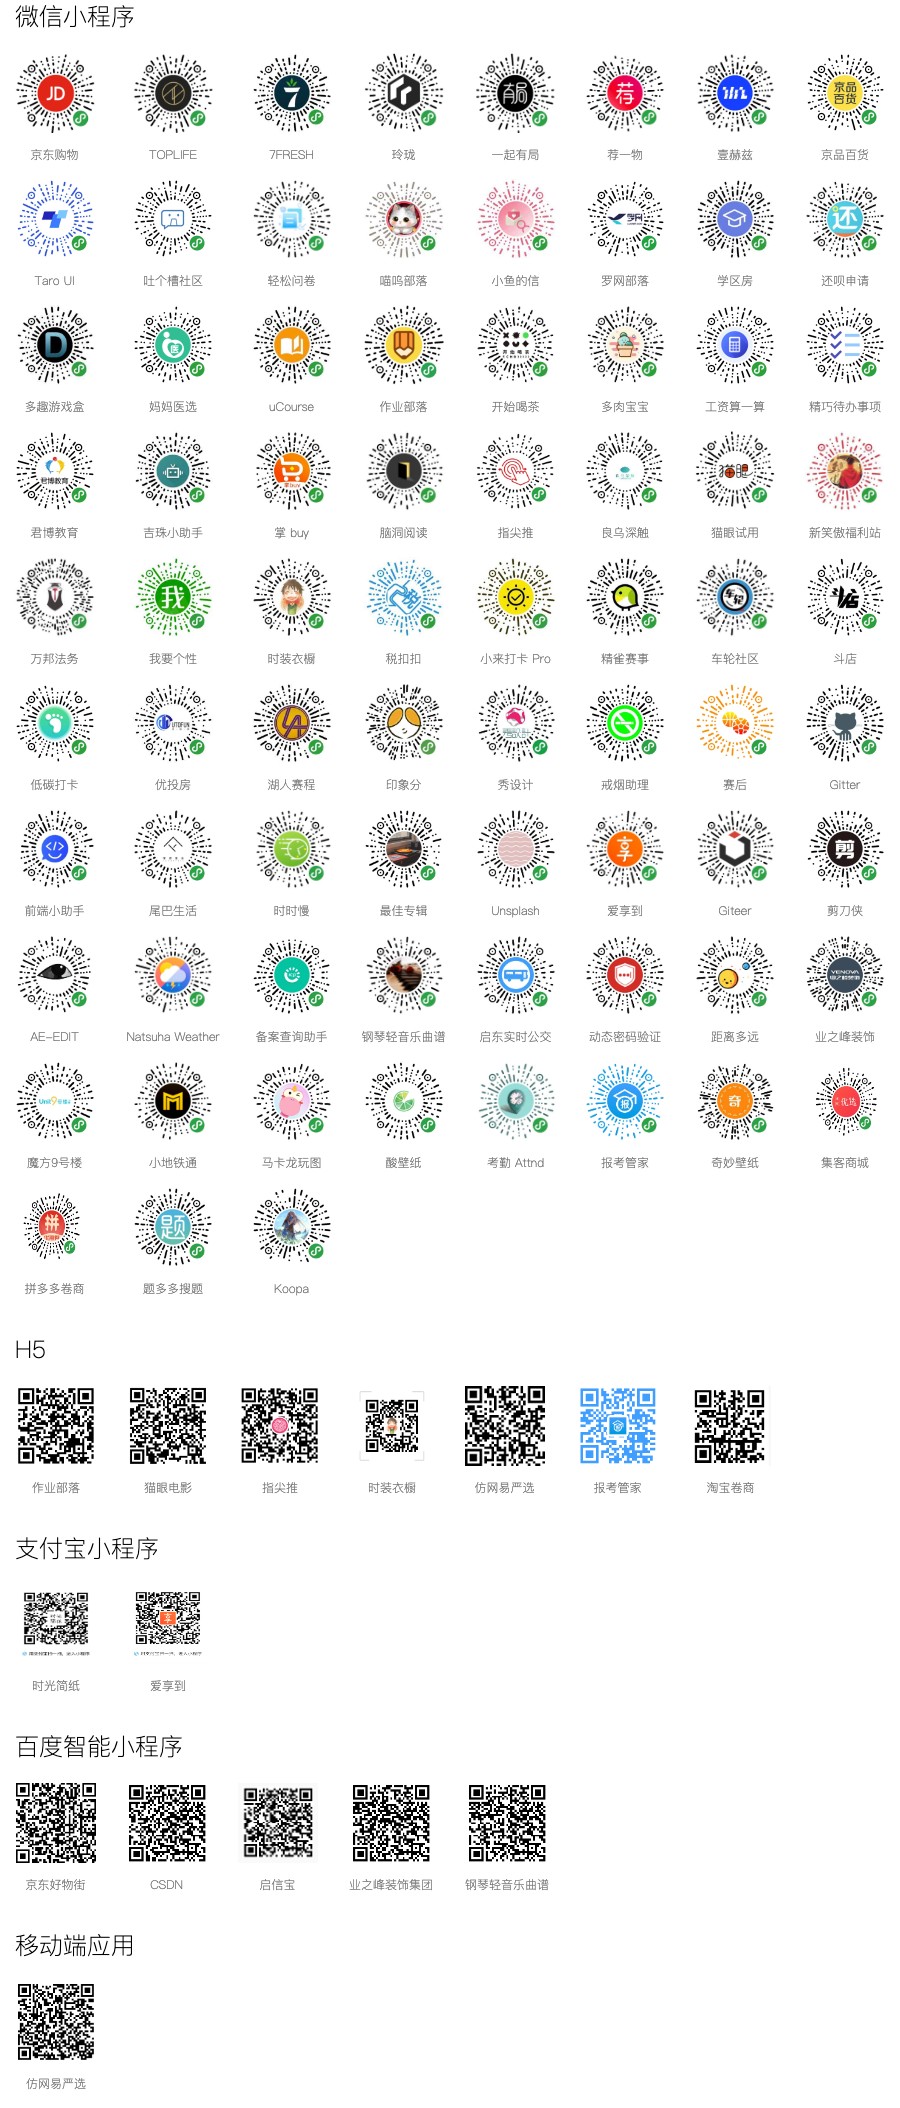 微信小程序
京东购物 TOPLIFE 7FRESH 玲珑 一起有局 荐一物 壹赫兹 京品百货
Taro UI 吐个槽社区 轻松问卷 喵呜部落 小鱼的信 罗网部落 学区房 还呗申请
多趣游戏盒 妈妈医选 uCourse 作业部落 开始喝茶 多肉宝宝 工资算一算 精巧待办事项
君博教育 吉珠小助手 掌 buy 脑洞阅读 指尖推 良鸟深触 猫眼试用 新笑傲福利站
万邦法务 我要个性 时装衣橱 税扣扣 小来打卡 Pro 精雀赛事 车轮社区 斗店
低碳打卡 优投房 湖人赛程 印象分 秀设计 戒烟助理 赛后 Gitter
前端小助手 尾巴生活 时时慢 最佳专辑 Unsplash 爱享到 Giteer 剪刀侠
AE-EDIT Natsuha Weather 备案查询助手 钢琴轻音乐曲谱 启东实时公交 动态密码验证 距离多远 业之峰装饰
魔方9号楼 小地铁通 马卡龙玩图 酸壁纸 考勤 Attnd 报考管家 奇妙壁纸 集客商城
拼多多卷商 题多多搜题 Koopa
H5
作业部落 猫眼电影 指尖推 时装衣橱 仿网易严选 报考管家 淘宝卷商
支付宝小程序
时光简纸 爱享到
百度智能小程序
京东好物街 CSDN 启信宝 业之峰装饰集团 钢琴轻音乐曲谱
移动端应用
仿网易严选